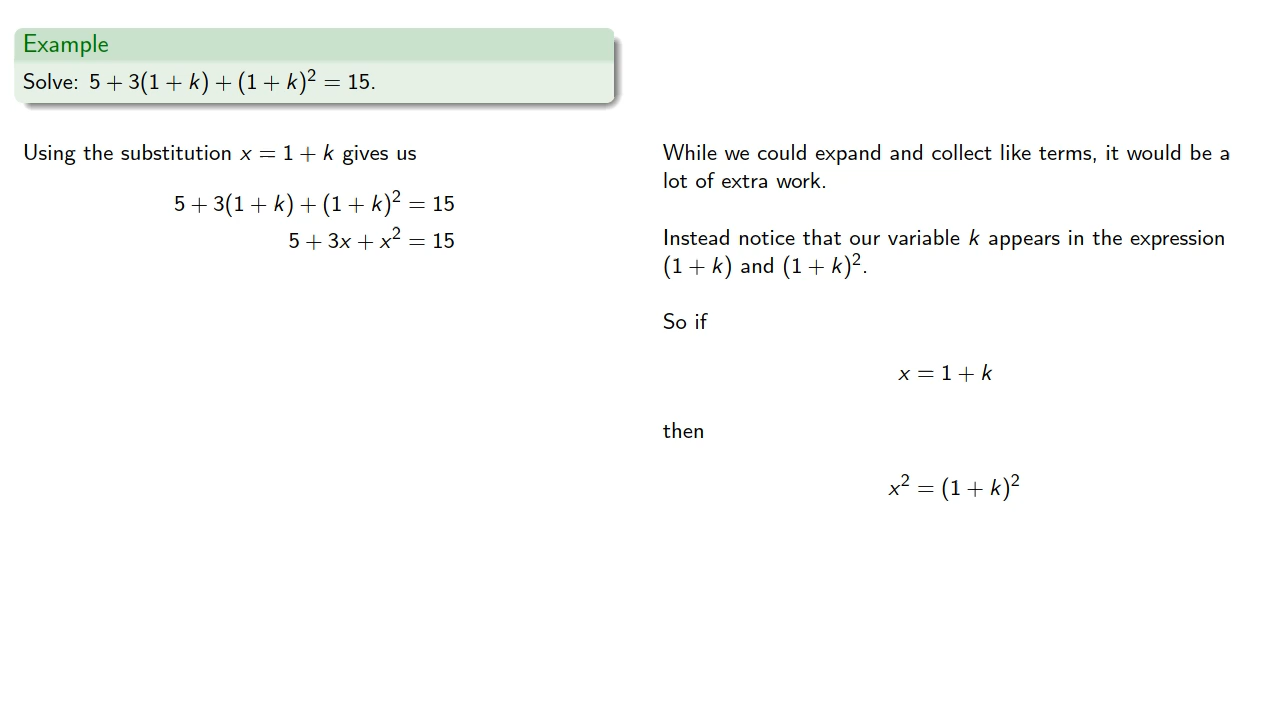 Example
Solve: 5 + 3(1 + k) + (1 + k)² = 15.
Using the substitution x = 1 + k gives us
5 + 3(1 + k) + (1 + k)² = 15
5 + 3x + x² = 15
While we could expand and collect like terms, it would be a
lot of extra work.
Instead notice that our variable k appears in the expression
(1 + k) and (1 + k)².
So if
x = 1 + k
then
x² = (1 + k)²